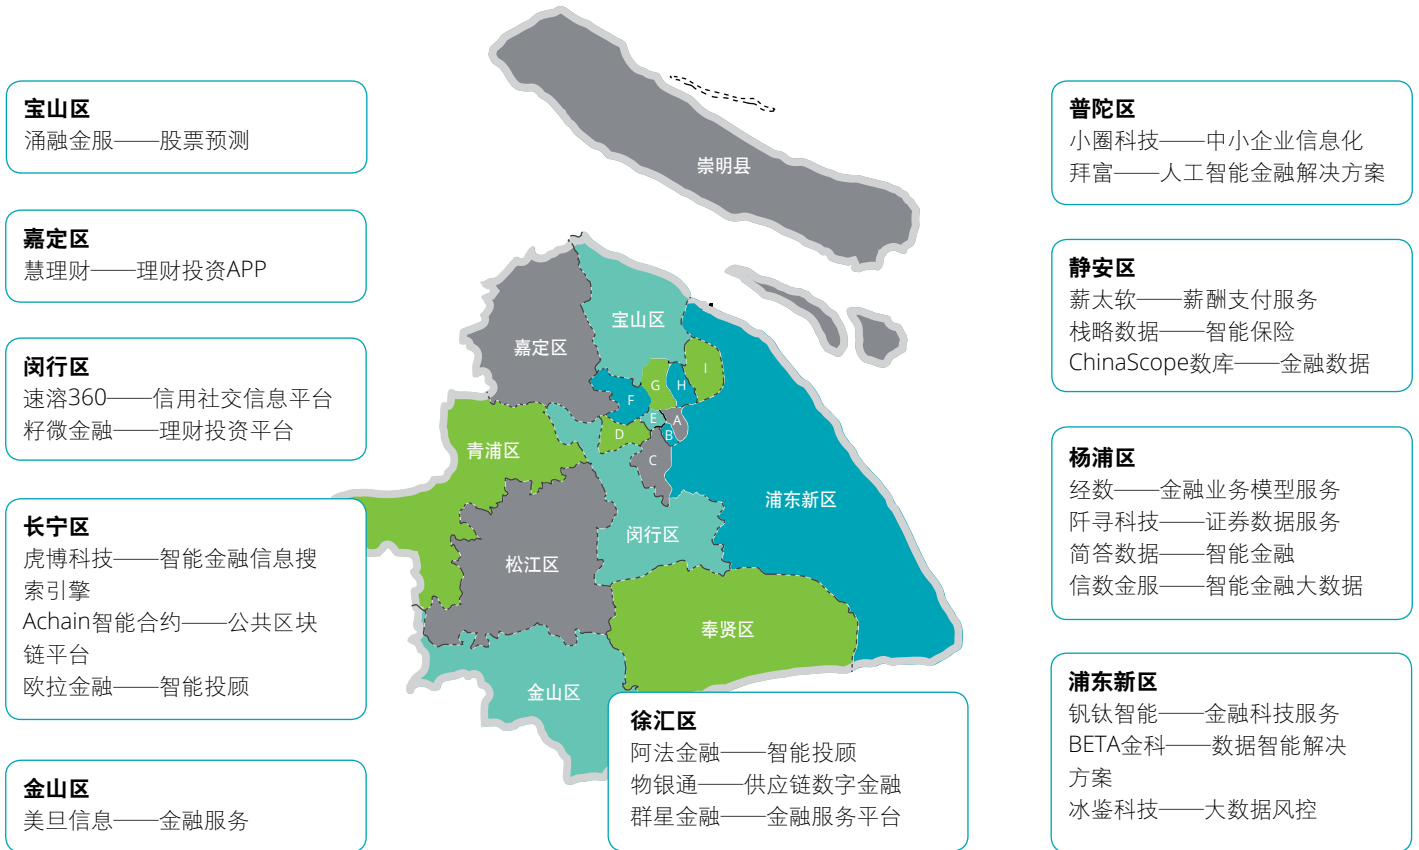 宝山区
涌融金服——股票预测
嘉定区
慧理财——理财投资APP
闵行区
速溶360——信用社交信息平台
籽微金融——理财投资平台
长宁区
虎博科技——智能金融信息搜
索引擎
Achain智能合约——公共区块
链平台
欧拉金融——智能投顾
金山区
美旦信息——金融服务
崇明县
宝山区
嘉定区
G
H
I
F
E
A
D
B
C
青浦区
浦东新区
闵行区
松江区
奉贤区
金山区
徐汇区
阿法金融——智能投顾
物银通——供应链数字金融
群星金融——金融服务平台
普陀区
小圈科技——中小企业信息化
拜富——人工智能金融解决方案
静安区
薪太软——薪酬支付服务
栈略数据——智能保险
ChinaScope数库——金融数据
杨浦区
经数——金融业务模型服务
阡寻科技——证券数据服务
简答数据——智能金融
信数金服——智能金融大数据
浦东新区
钒钛智能——金融科技服务
BETA金科——数据智能解决
方案
冰鉴科技——大数据风控